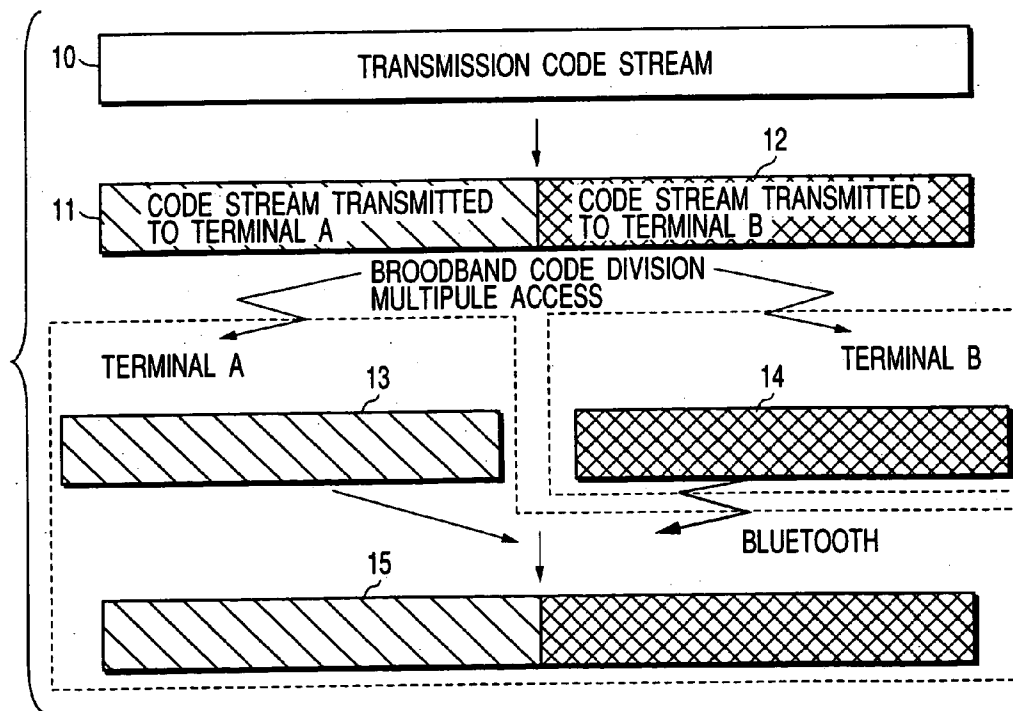 10
TRANSMISSION CODE STREAM
12
11
CODE STREAM TRANSMITTED
TO TERMINAL A
CODE STREAM TRANSMITTED
TO TERMINAL B
BROODBAND CODE DIVISION
MULTIPULE ACCESS
TERMINAL A
TERMINAL B
13
14
BLUETOOTH
15